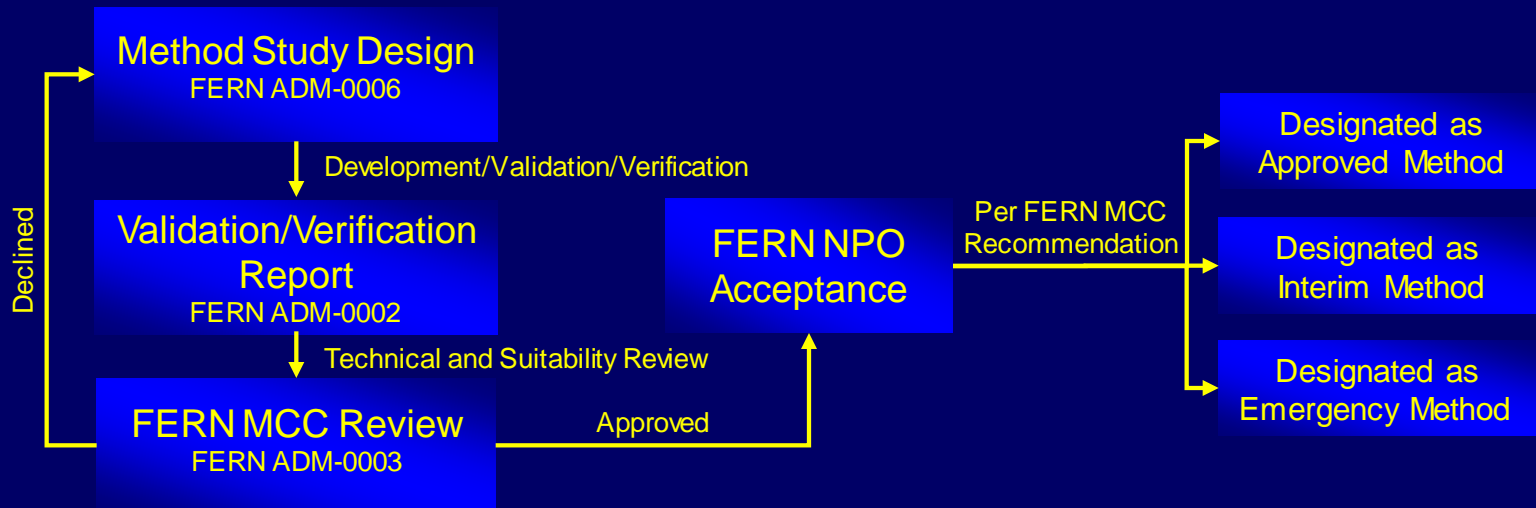 Method Study Design
FERN ADM-0006
Development/Validation/Verification
Declined
Validation/Verification
Report
FERN ADM-0002
Technical and Suitability Review
FERN MCC Review
FERN ADM-0003
Approved
FERN NPO
Acceptance
Per FERN MCC
Recommendation
Designated as
Approved Method
Designated as
Interim Method
Designated as
Emergency Method